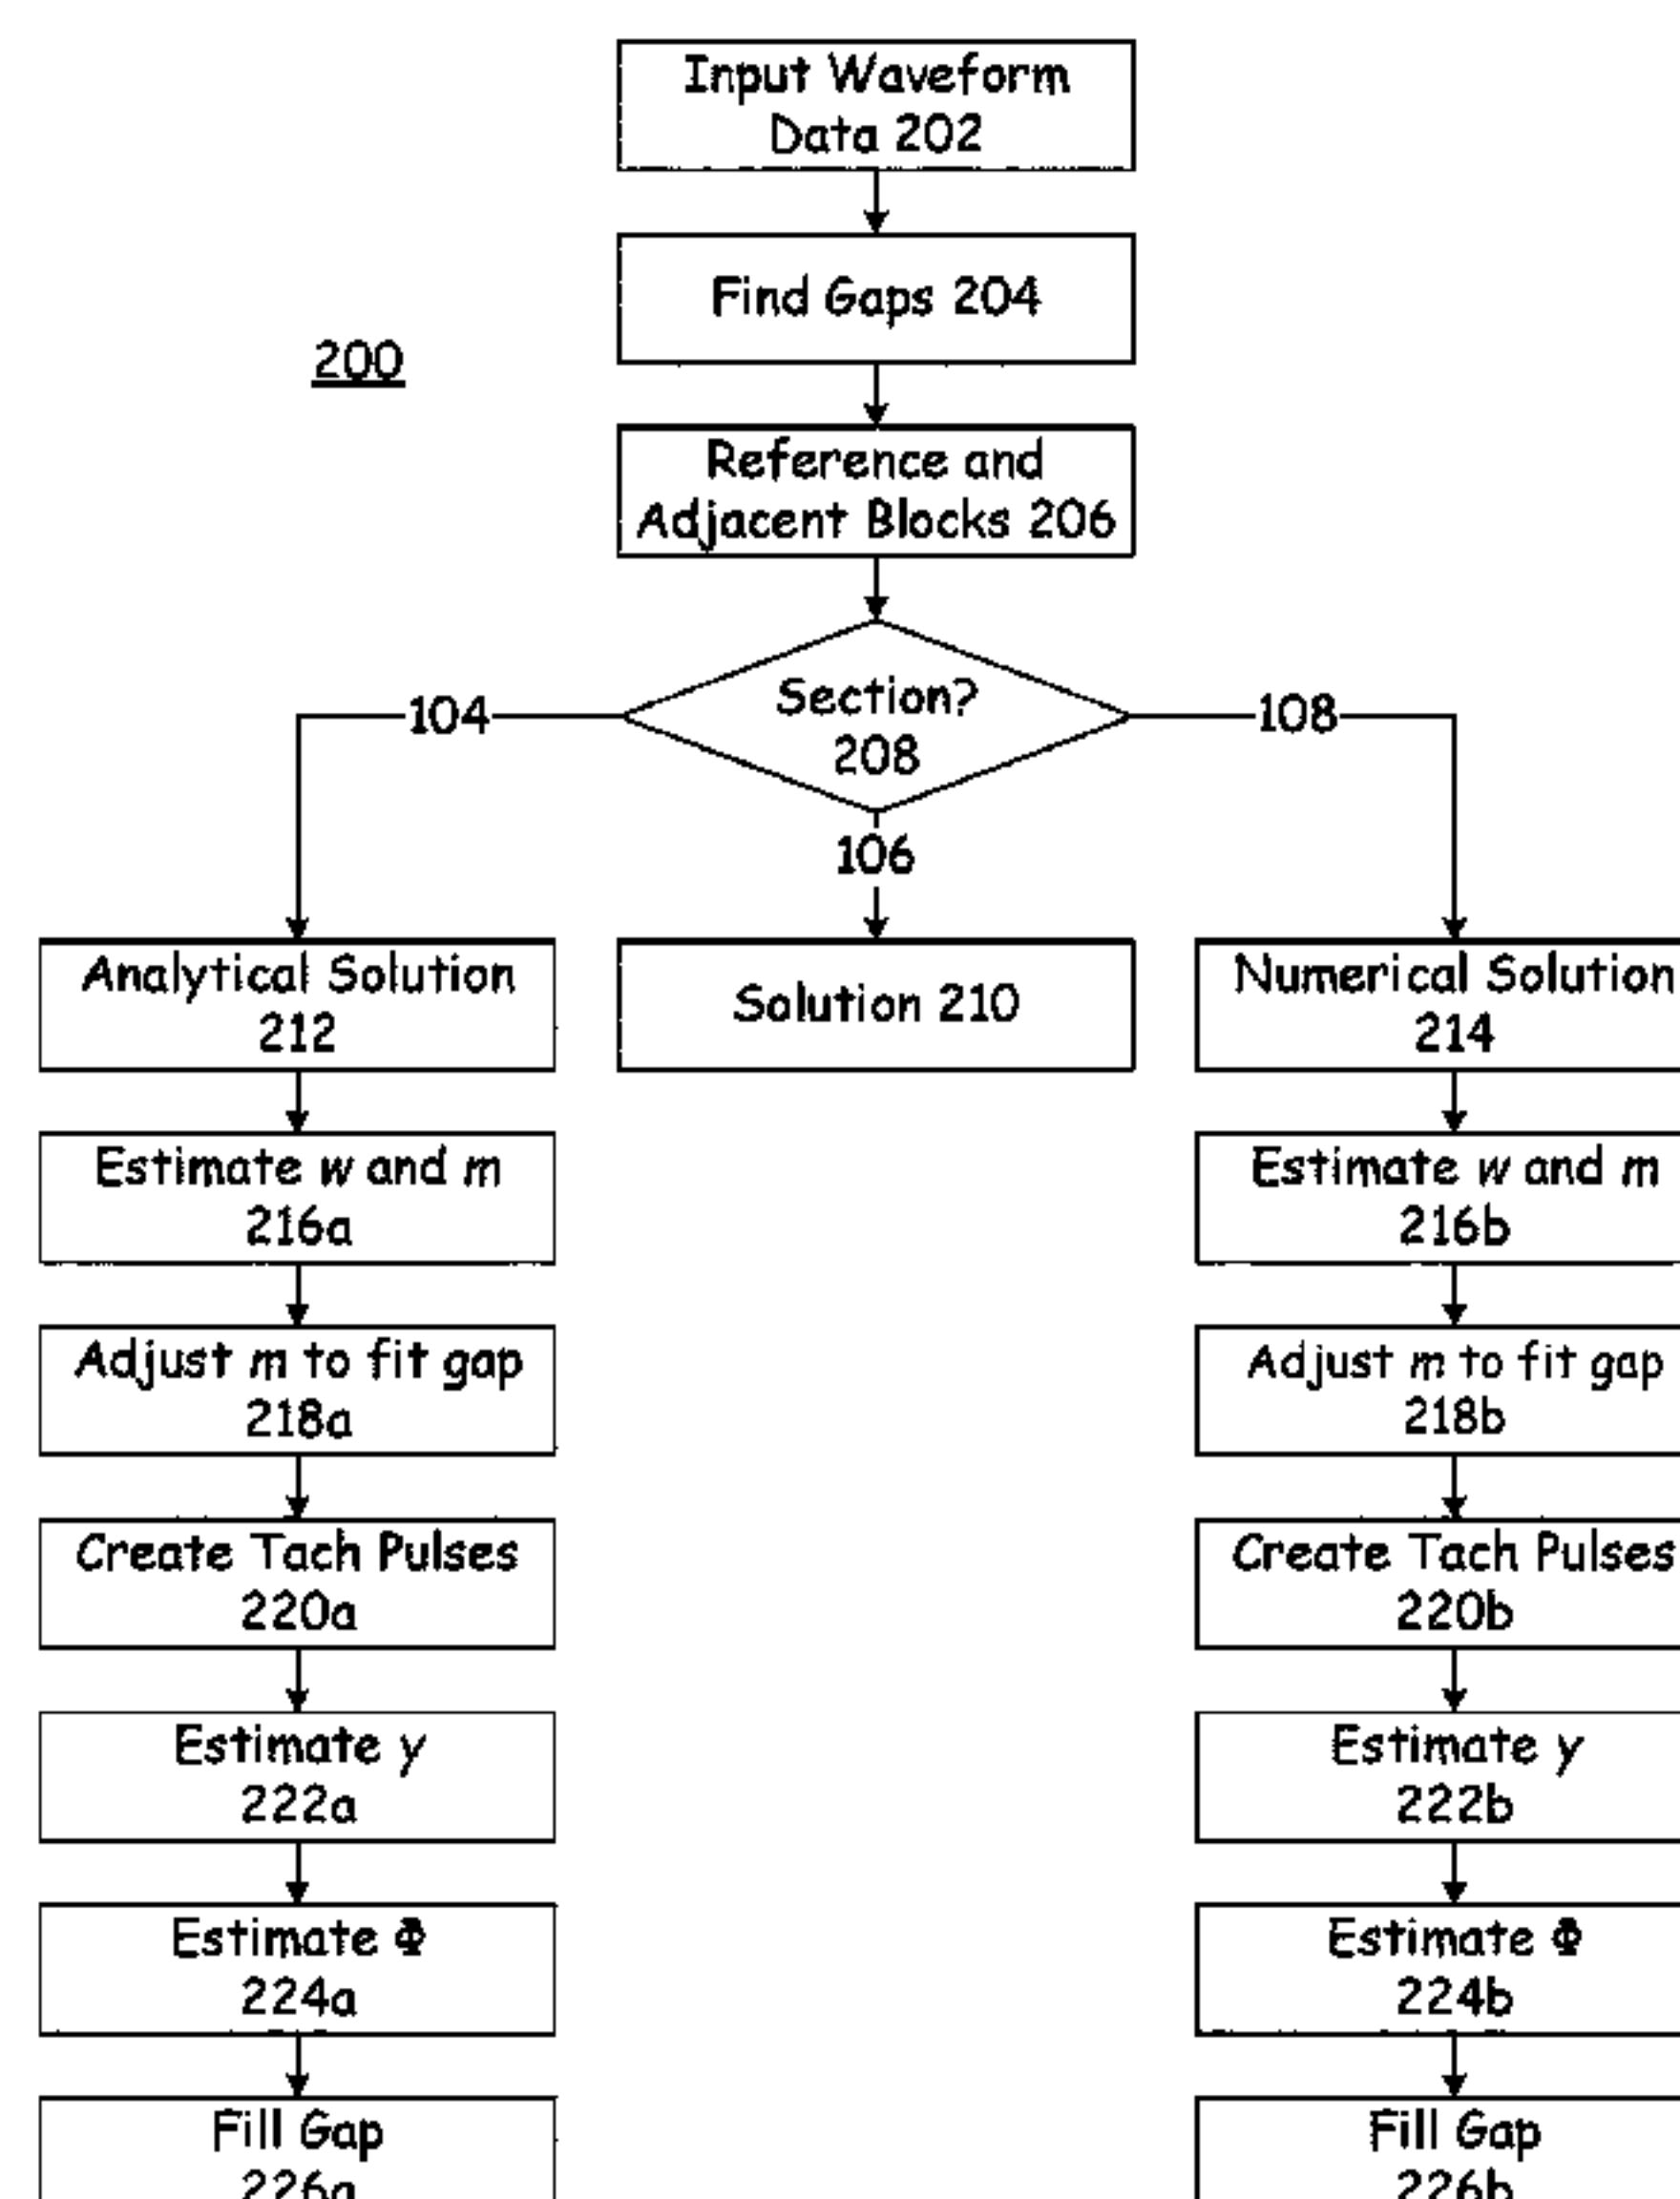 Input Waveform
Data 202
Find Gaps 204
200
Reference and
Adjacent Blocks 206
Section?
208
104
108
106
Analytical Solution
212
Solution 210
Numerical Solution
214
Estimate w and m
216a
Estimate w and m
216b
Adjust m to fit gap
218a
Adjust m to fit gap
218b
Create Tach Pulses
220a
Create Tach Pulses
220b
Estimate y
222a
Estimate y
222b
Estimate Φ
224a
Estimate Φ
224b
Fill Gap
226a
Fill Gap
226b